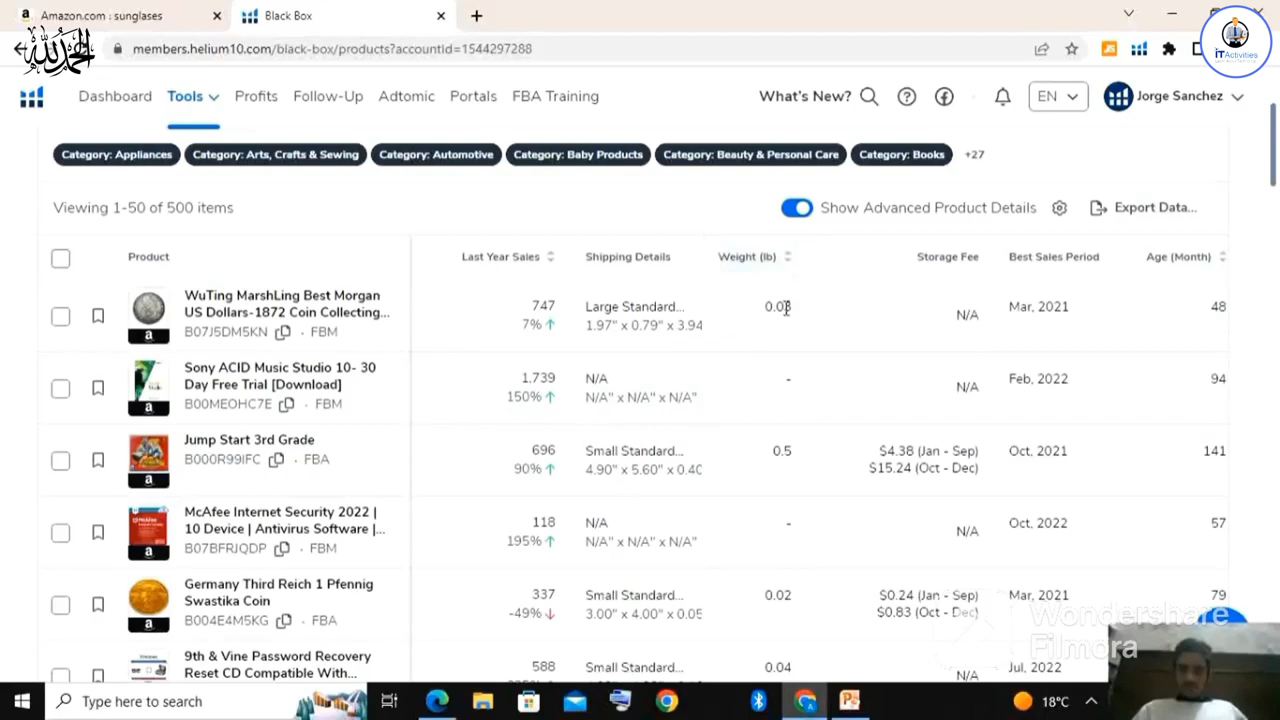 Amazon.com : sunglases
Black Box
الحمد لله
members.helium10.com/black-box/products?accountId=1544297288
iT Activities
Dashboard Tools Profits Follow-Up Adtomic Portals FBA Training What's New? EN Jorge Sanchez
Category: Appliances Category: Arts, Crafts & Sewing Category: Automotive Category: Baby Products Category: Beauty & Personal Care Category: Books +27
Viewing 1-50 of 500 items Show Advanced Product Details Export Data...
Product Last Year Sales Shipping Details Weight (lb) Storage Fee Best Sales Period Age (Month)
WuTing MarshLing Best Morgan
US Dollars-1872 Coin Collecting...
B07J5DM5KN · FBM
747
7% ↑
Large Standard...
1.97" x 0.79" x 3.94
N/A
Mar, 2021
48
Sony ACID Music Studio 10- 30
Day Free Trial [Download]
B00MEOHC7E · FBM
1.739
150% ↑
N/A
N/A" x N/A" x N/A"
-
N/A
Feb, 2022
94
Jump Start 3rd Grade
B000R99IFC · FBA
696
90% ↑
Small Standard...
4.90" x 5.60" x 0.40
0.5
$4.38 (Jan - Sep)
$15.24 (Oct - Dec)
Oct, 2021
141
McAfee Internet Security 2022 |
10 Device | Antivirus Software |...
B07BFRJQDP · FBM
118
195% ↑
N/A
N/A" x N/A" x N/A"
-
N/A
Oct, 2022
57
Germany Third Reich 1 Pfennig
Swastika Coin
B004E4M5KG · FBA
337
-49% ↓
Small Standard...
3.00" x 4.00" x 0.05
0.02
$0.24 (Jan - Sep)
$0.83 (Oct - Dec)
Mar, 2021
79
9th & Vine Password Recovery
Reset CD Compatible With...
588
Small Standard...
0.04
N/A
Jul, 2022
Wondershare
Filmora
Type here to search
18°C